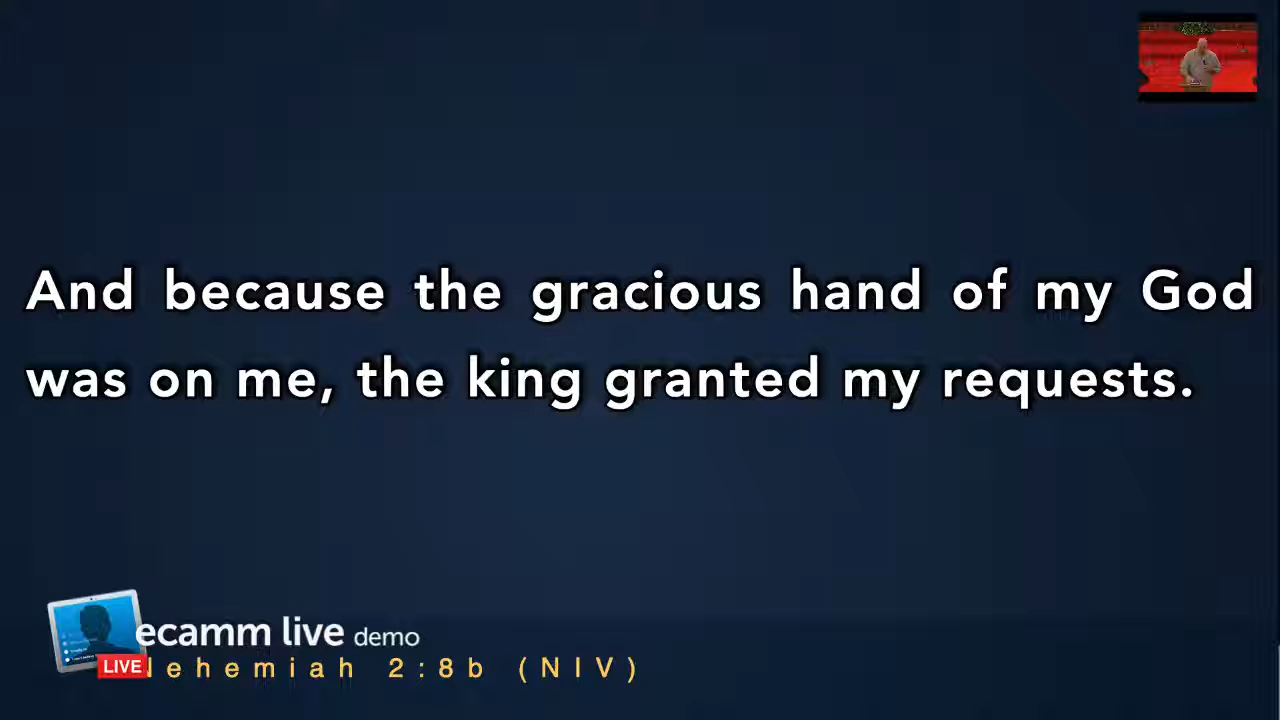 And because the gracious hand of my God
was on me, the king granted my requests.
ecamm live demo
LIVE
ehemiah 2:8b (NIV)